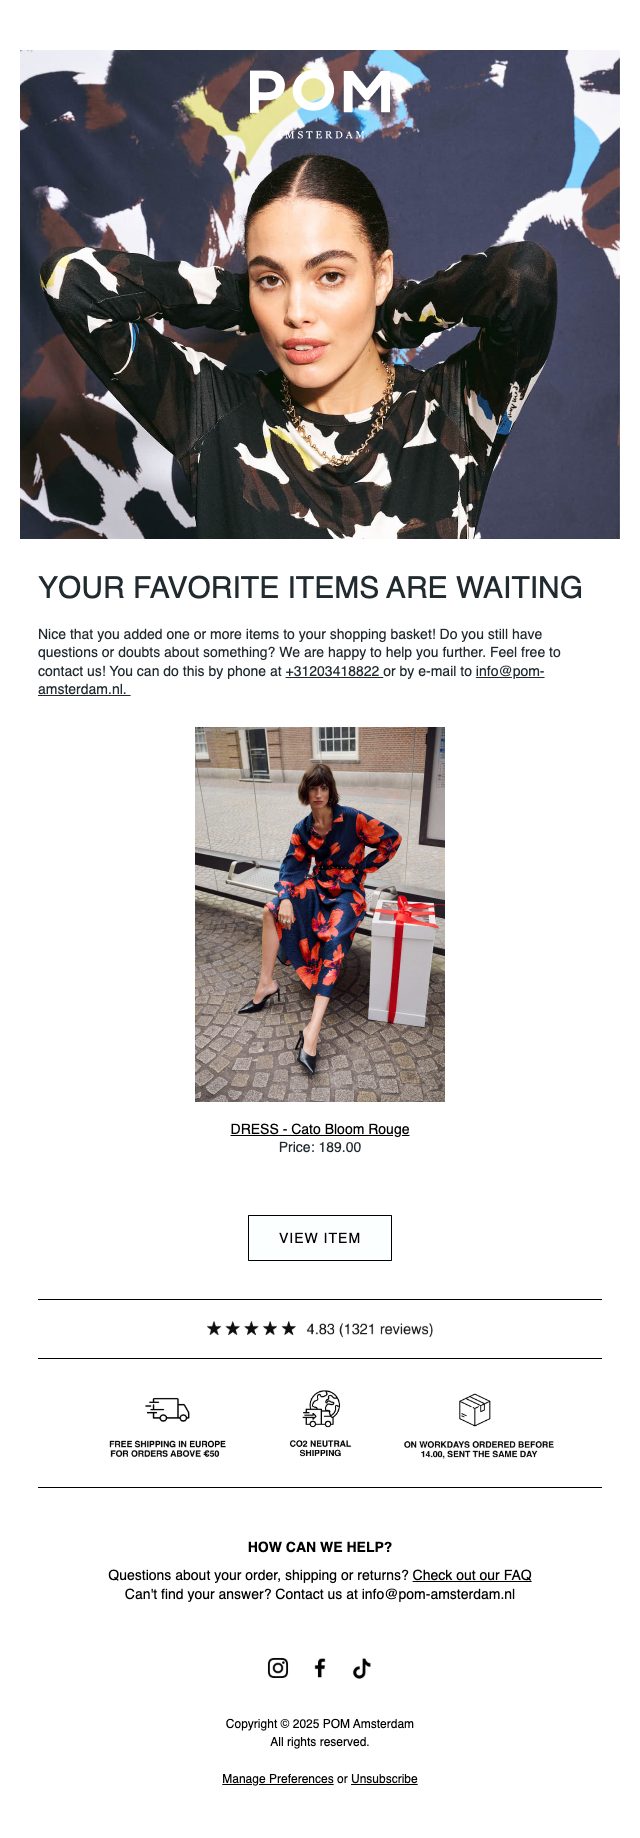 POM
AMSTERDAM
YOUR FAVORITE ITEMS ARE WAITING
Nice that you added one or more items to your shopping basket! Do you still have
questions or doubts about something? We are happy to help you further. Feel free to
contact us! You can do this by phone at +31203418822 or by e-mail to info@pom-
amsterdam.nl.
DRESS - Cato Bloom Rouge
Price: 189.00
VIEW ITEM
★★★★★ 4.83 (1321 reviews)
FREE SHIPPING IN EUROPE
FOR ORDERS ABOVE €50
CO2 NEUTRAL
SHIPPING
ON WORKDAYS ORDERED BEFORE
14.00, SENT THE SAME DAY
HOW CAN WE HELP?
Questions about your order, shipping or returns? Check out our FAQ
Can't find your answer? Contact us at info@pom-amsterdam.nl
Copyright © 2025 POM Amsterdam
All rights reserved.
Manage Preferences or Unsubscribe